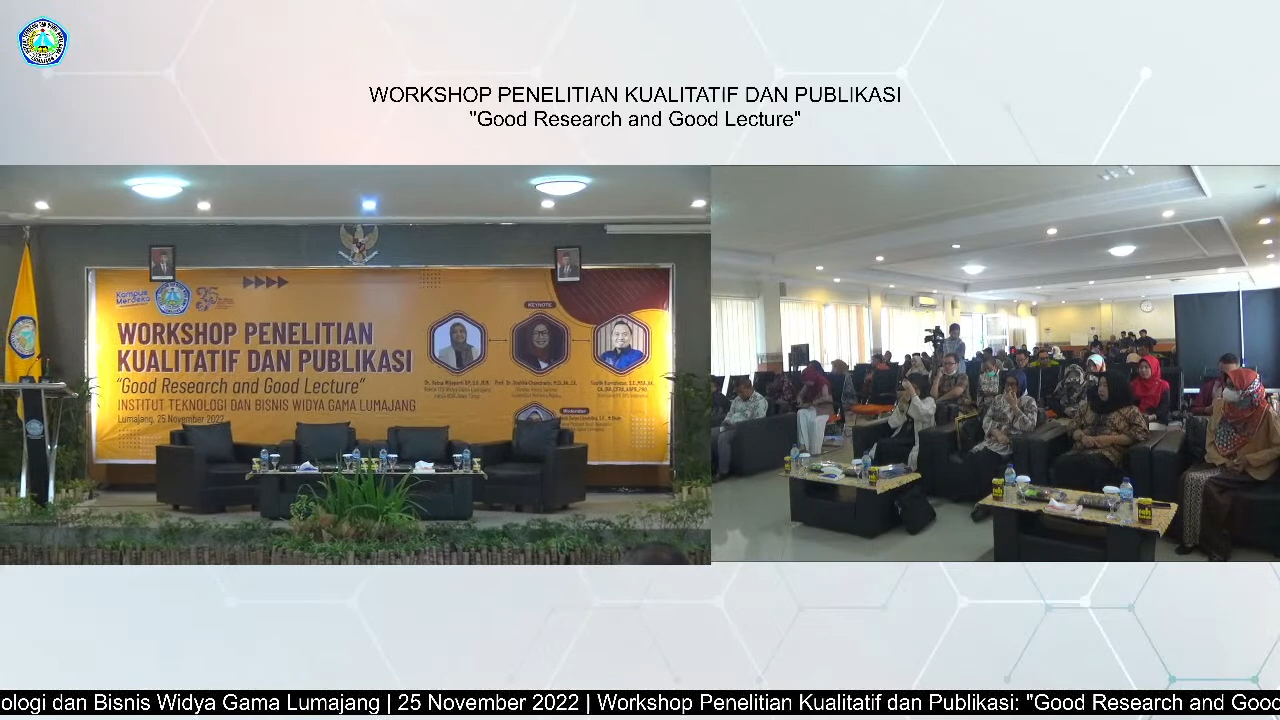 WORKSHOP PENELITIAN KUALITATIF DAN PUBLIKASI
"Good Research and Good Lecture"
Kampus
Merdeka
35
KEYNOTE
WORKSHOP PENELITIAN
KUALITATIF DAN PUBLIKASI
"Good Research and Good Lecture"
INSTITUT TEKNOLOGI DAN BISNIS WIDYA GAMA LUMAJANG
Lumajang, 25 November 2022
Moderator
ologi dan Bisnis Widya Gama Lumajang | 25 November 2022 | Workshop Penelitian Kualitatif dan Publikasi: "Good Research and Good